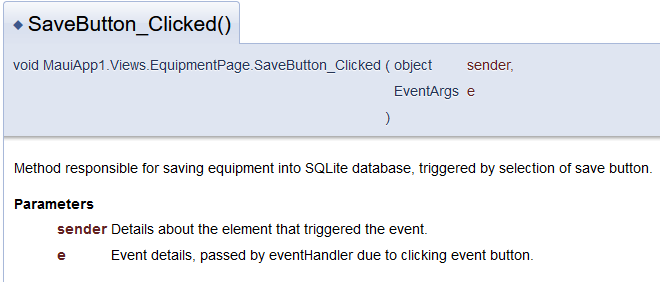 SaveButton_Clicked()
void MauiApp1.Views.EquipmentPage.SaveButton_Clicked ( object sender,
EventArgs e
)
Method responsible for saving equipment into SQLite database, triggered by selection of save button.
Parameters
sender Details about the element that triggered the event.
e Event details, passed by eventHandler due to clicking event button.